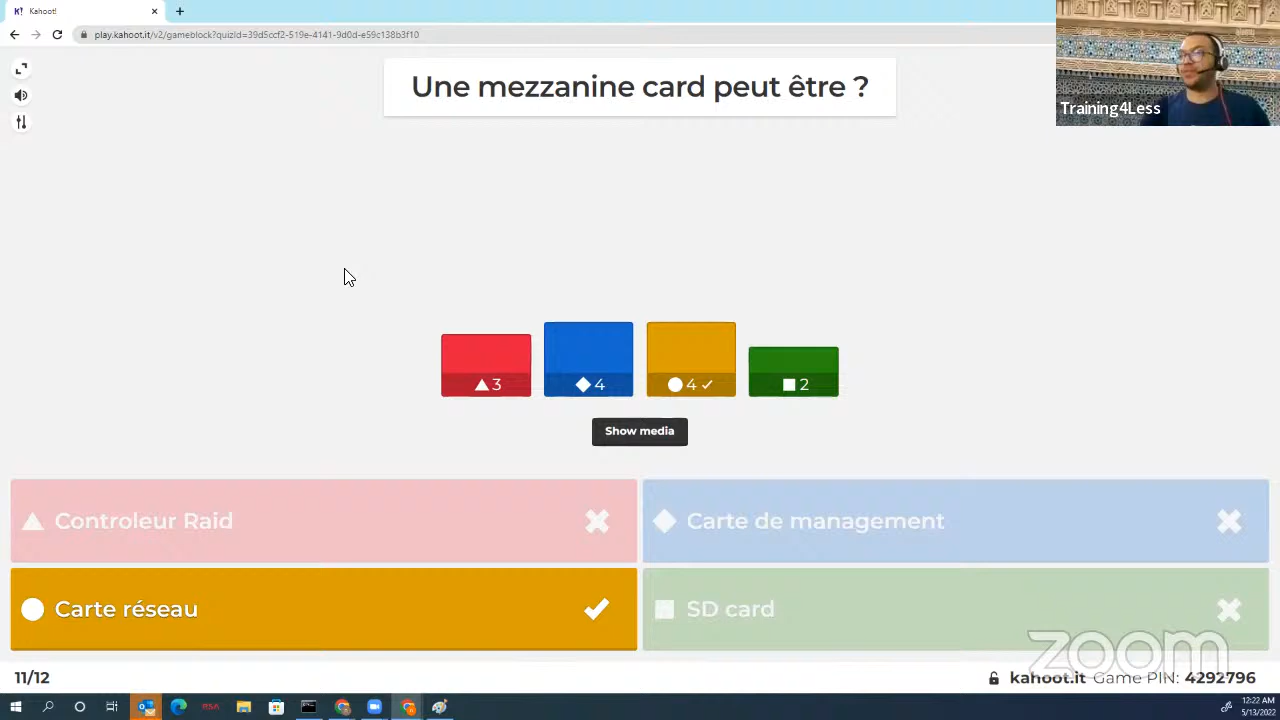 Kahoot!
play.kahoot.it/v2/gameblock?quizId=39d5ccf2-519e-4141-9d0d-e59c138b3f10
Une mezzanine card peut être ?
Training4Less
3
4
4
2
Show media
Controleur Raid
Carte de management
Carte réseau
SD card
zoom
11/12
kahoot.it Game PIN: 4292796
12:22 AM
5/13/2022